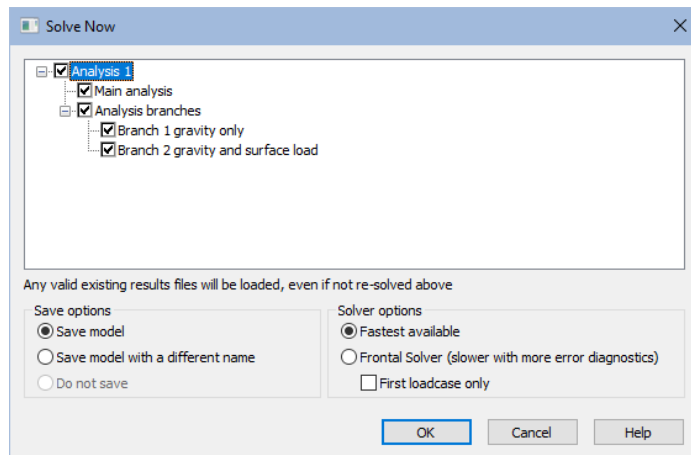 Solve Now
Analysis 1
Main analysis
Analysis branches
Branch 1 gravity only
Branch 2 gravity and surface load
Any valid existing results files will be loaded, even if not re-solved above
Save options
Save model
Save model with a different name
Do not save
Solver options
Fastest available
Frontal Solver (slower with more error diagnostics)
First loadcase only
OK Cancel Help